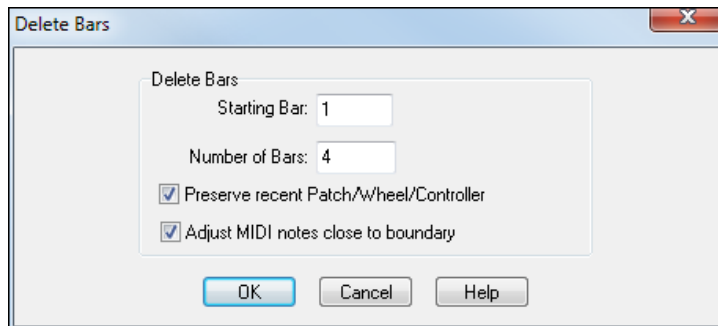 Delete Bars
Delete Bars
Starting Bar: 1
Number of Bars: 4
Preserve recent Patch/Wheel/Controller
Adjust MIDI notes close to boundary
OK Cancel Help